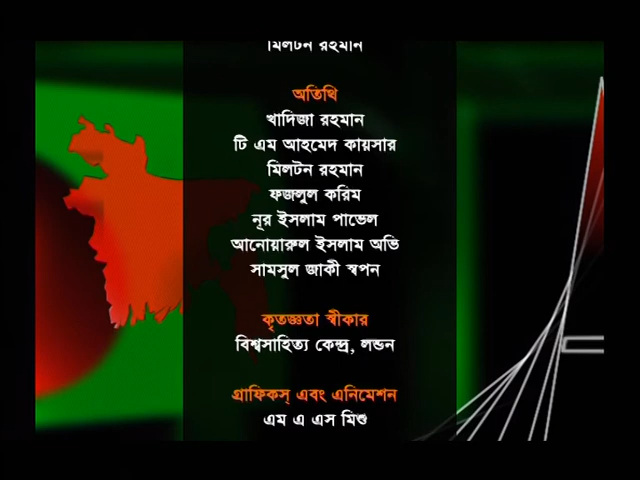 মিলটন রহমান
অতিথি
খাদিজা রহমান
টি এম আহমেদ কায়সার
মিলটন রহমান
ফজলুল করিম
নূর ইসলাম পাভেল
আনোয়ারুল ইসলাম অভি
সামসুল জাকী স্বপন
কৃতজ্ঞতা স্বীকার
বিশ্বসাহিত্য কেন্দ্র, লন্ডন
গ্রাফিকস্ এবং এনিমেশন
এম এ এস মিশু